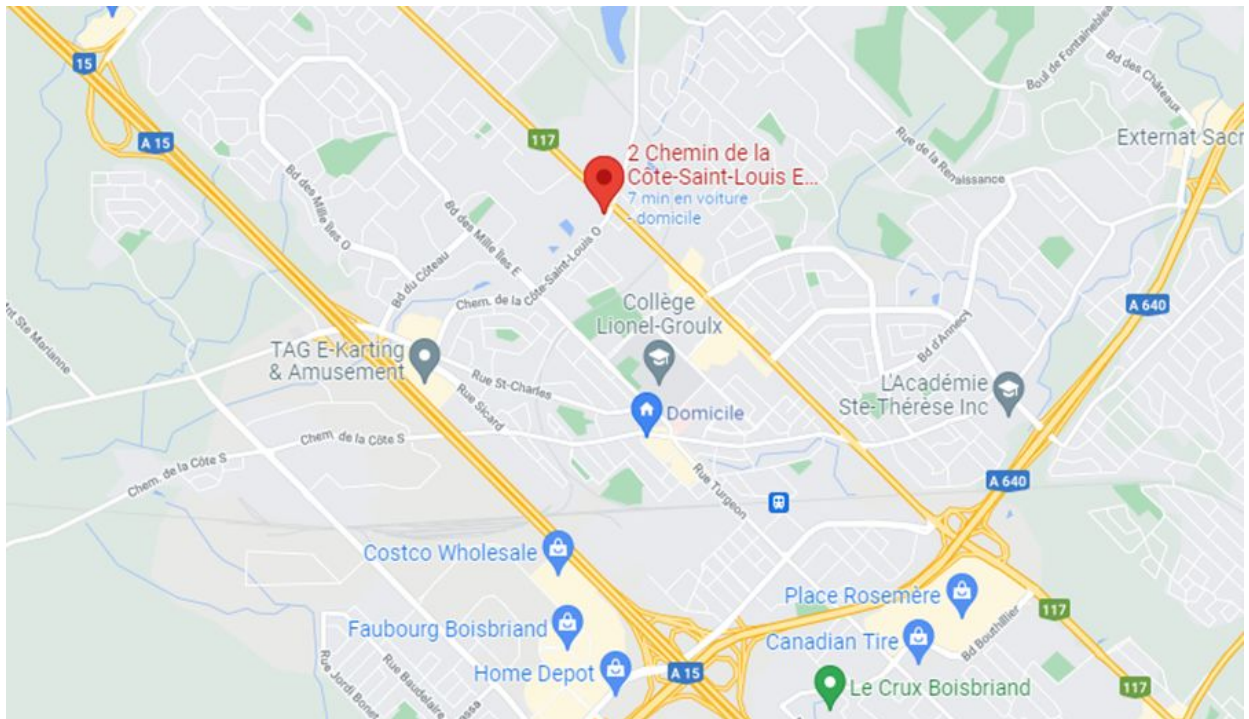 15
A 15
117
2 Chemin de la
Côte-Saint-Louis E...
7 min en voiture
- domicile
Boul de Fontaineblea
Bd des Châteaux
Externat Sacr
Rue de la Renaissance
Bd des Mille Îles O
Bd des Mille Îles E
Bd du Côteau
Chem. de la Côte-Saint-Louis O
A 640
nt Ste Marianne
Collège
Lionel-Groulx
TAG E-Karting
& Amusement
Bd d'Annecy
Rue St-Charles
Rue Sicard
L'Académie
Ste-Thérèse Inc
Domicile
Chem. de la Côte S
Chem. de la Côte S
Rue Turgeon
A 640
Costco Wholesale
Place Rosemère
117
Faubourg Boisbriand
Canadian Tire
Bd Bouthillier
Home Depot
A 15
Rue Jordi Bonet
Rue Baudelaire
assa
Le Crux Boisbriand
117